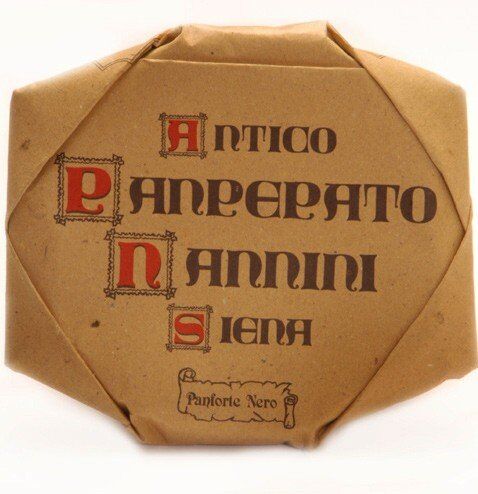 ANTICO
PANPEPATO
NANNINI
SIENA
Panforte Nero